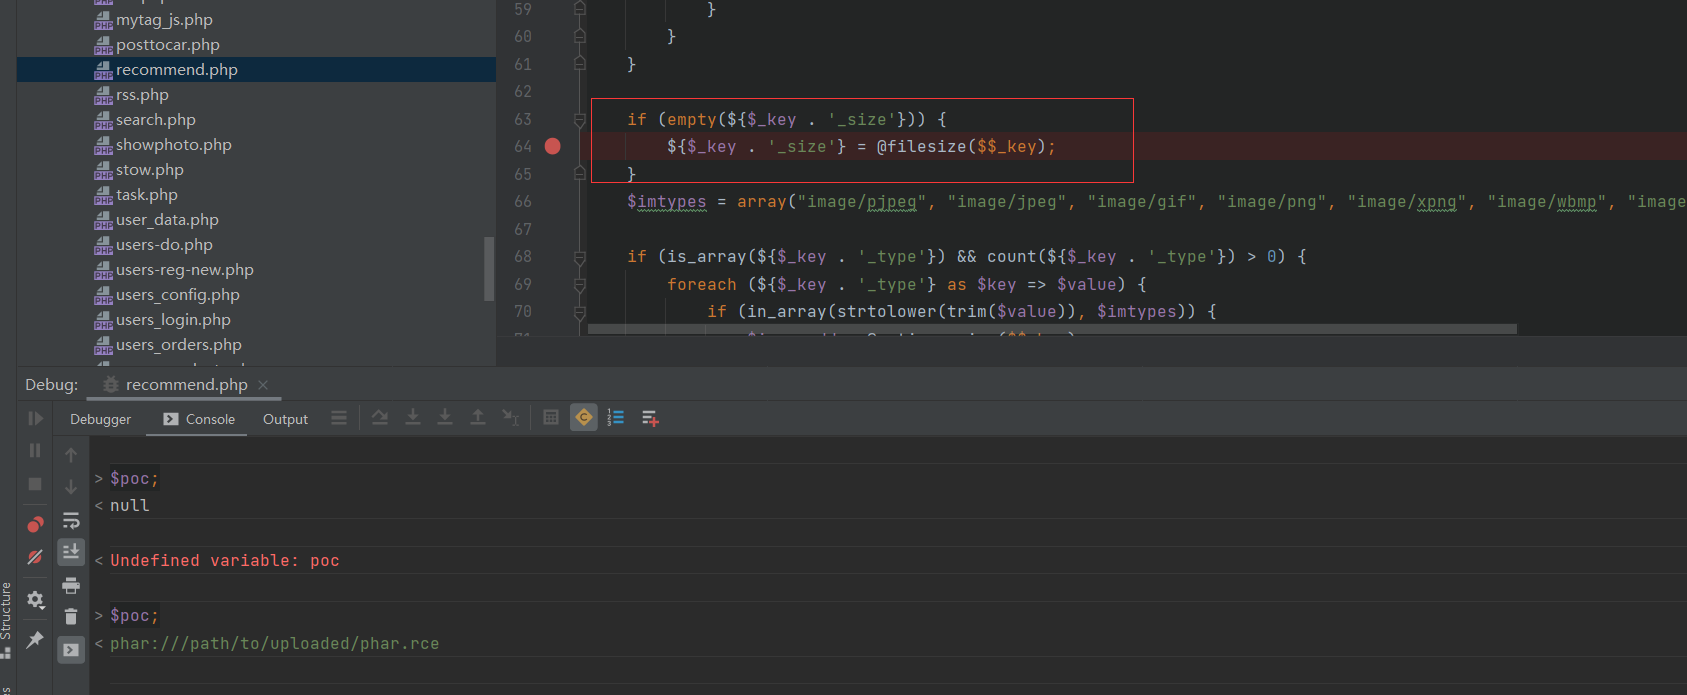 mytag_js.php
posttocar.php
recommend.php
rss.php
search.php
showphoto.php
stow.php
task.php
user_data.php
users-do.php
users-reg-new.php
users_config.php
users_login.php
users_orders.php
59 }
60 }
61 }
62
63 if (empty(${$_key . '_size'})) {
64 ${$_key . '_size'} = @filesize($$_key);
65 }
66 $imtypes = array("image/pjpeg", "image/jpeg", "image/gif", "image/png", "image/xpng", "image/wbmp", "image
67
68 if (is_array(${$_key . '_type'}) && count(${$_key . '_type'}) > 0) {
69 foreach (${$_key . '_type'} as $key => $value) {
70 if (in_array(strtolower(trim($value)), $imtypes)) {
Debug: recommend.php
Debugger Console Output
> $poc;
< null
< Undefined variable: poc
> $poc;
< phar:///path/to/uploaded/phar.rce
Structure